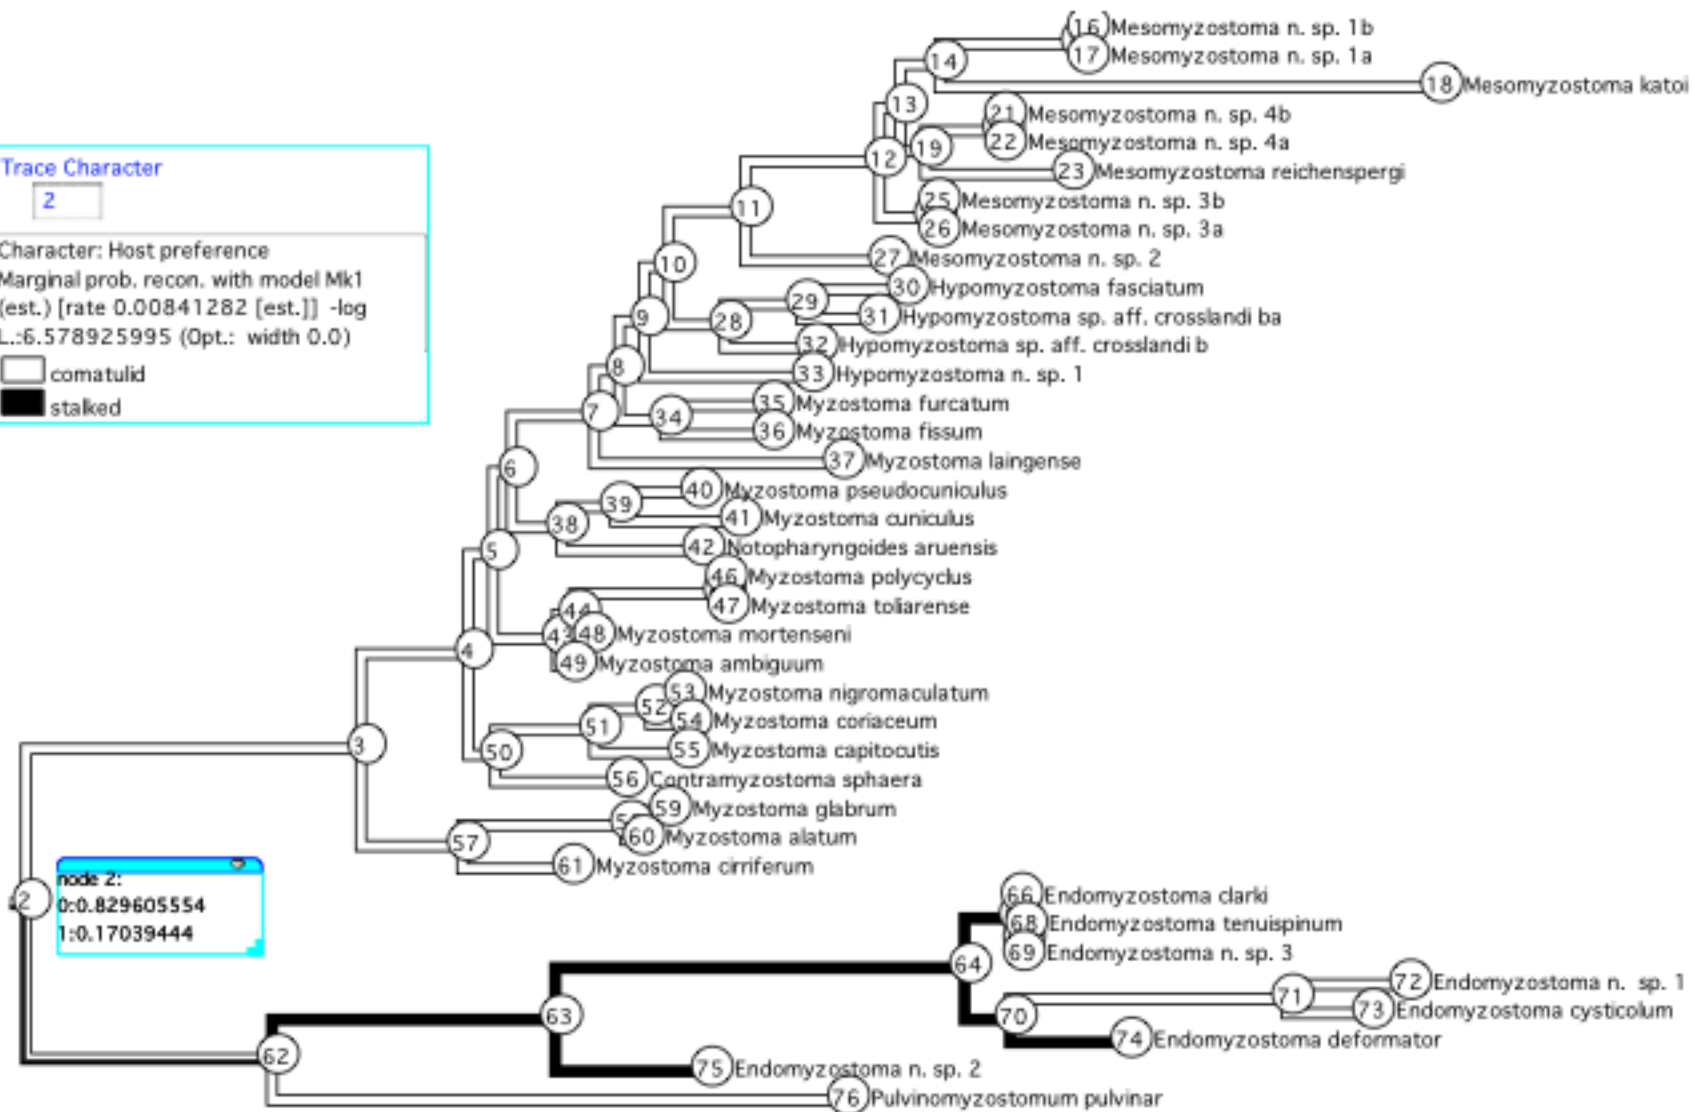 (16) Mesomyzostoma n. sp. 1b
17 Mesomyzostoma n. sp. 1a
14
18 Mesomyzostoma katoi
13
21 Mesomyzostoma n. sp. 4b
22 Mesomyzostoma n. sp. 4a
19
12
23 Mesomyzostoma reichenspergi
25 Mesomyzostoma n. sp. 3b
26 Mesomyzostoma n. sp. 3a
11
27 Mesomyzostoma n. sp. 2
10
30 Hypomyzostoma fasciatum
29
31 Hypomyzostoma sp. aff. crosslandi ba
28
9
32 Hypomyzostoma sp. aff. crosslandi b
8
33 Hypomyzostoma n. sp. 1
35 Myzostoma furcatum
7
34
36 Myzostoma fissum
37 Myzostoma laingense
6
40 Myzostoma pseudocuniculus
39
41 Myzostoma cuniculus
38
42 Notopharyngoides aruensis
5
46 Myzostoma polycyclus
47 Myzostoma toliarense
44
43
48 Myzostoma mortenseni
4
49 Myzostoma ambiguum
53 Myzostoma nigromaculatum
52
54 Myzostoma coriaceum
51
55 Myzostoma capitocutis
50
3
56 Contramyzostoma sphaera
59 Myzostoma glabrum
5
60 Myzostoma alatum
57
61 Myzostoma cirriferum
Trace Character
2
Character: Host preference
Marginal prob. recon. with model Mk1
(est.) [rate 0.00841282 [est.]] -log
L.:6.578925995 (Opt.: width 0.0)
comatulid
stalked
2
node 2:
0:0.829605554
1:0.17039444
66 Endomyzostoma clarki
68 Endomyzostoma tenuispinum
69 Endomyzostoma n. sp. 3
64
72 Endomyzostoma n. sp. 1
71
73 Endomyzostoma cysticolum
70
63
74 Endomyzostoma deformator
62
75 Endomyzostoma n. sp. 2
76 Pulvinomyzostomum pulvinar